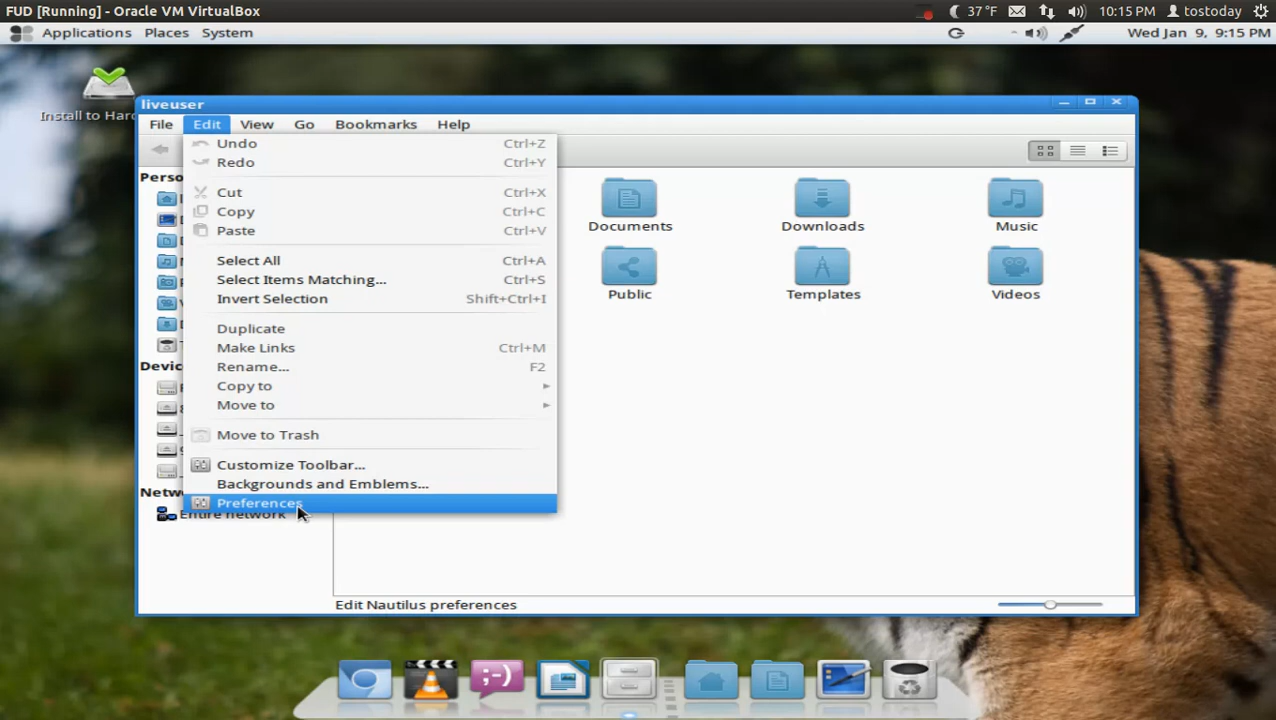 FUD [Running] - Oracle VM VirtualBox
37 °F
10:15 PM
tostoday
Applications Places System
Wed Jan 9, 9:15 PM
Install to Hard
liveuser
File Edit View Go Bookmarks Help
Undo Ctrl+Z
Redo Ctrl+Y
Cut Ctrl+X
Copy Ctrl+C
Paste Ctrl+V
Select All Ctrl+A
Select Items Matching... Ctrl+S
Invert Selection Shift+Ctrl+I
Duplicate
Make Links Ctrl+M
Rename... F2
Copy to
Move to
Move to Trash
Customize Toolbar...
Backgrounds and Emblems...
Preferences
Perso
Devic
Netw
Entire network
Documents
Downloads
Music
Public
Templates
Videos
Edit Nautilus preferences
;-)